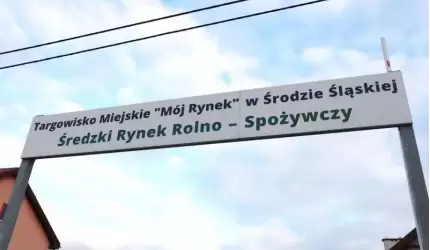 Targowisko Miejskie "Mój Rynek" w Środzie Śląskiej
Średzki Rynek Rolno – Spożywczy